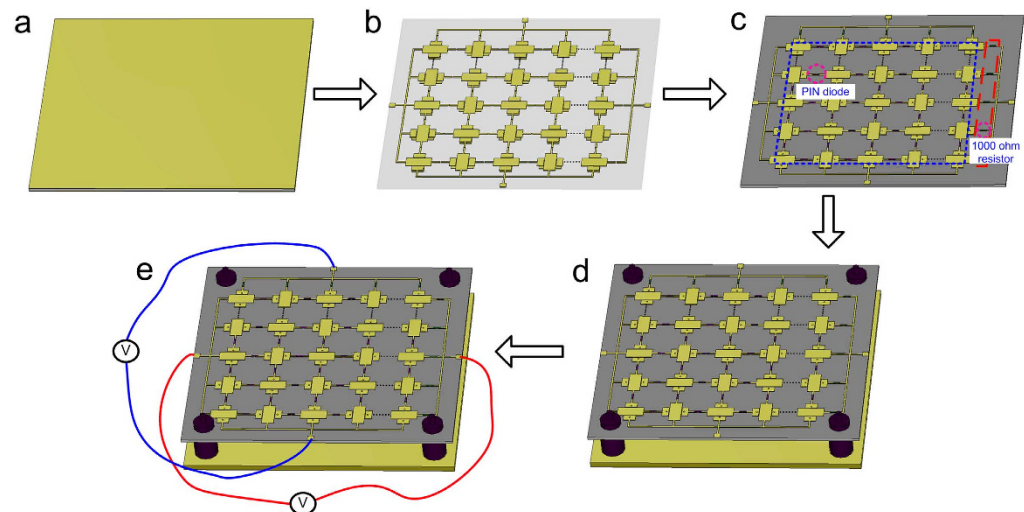 a
b
c
PIN diode
1000 ohm
resistor
e
d
V
V